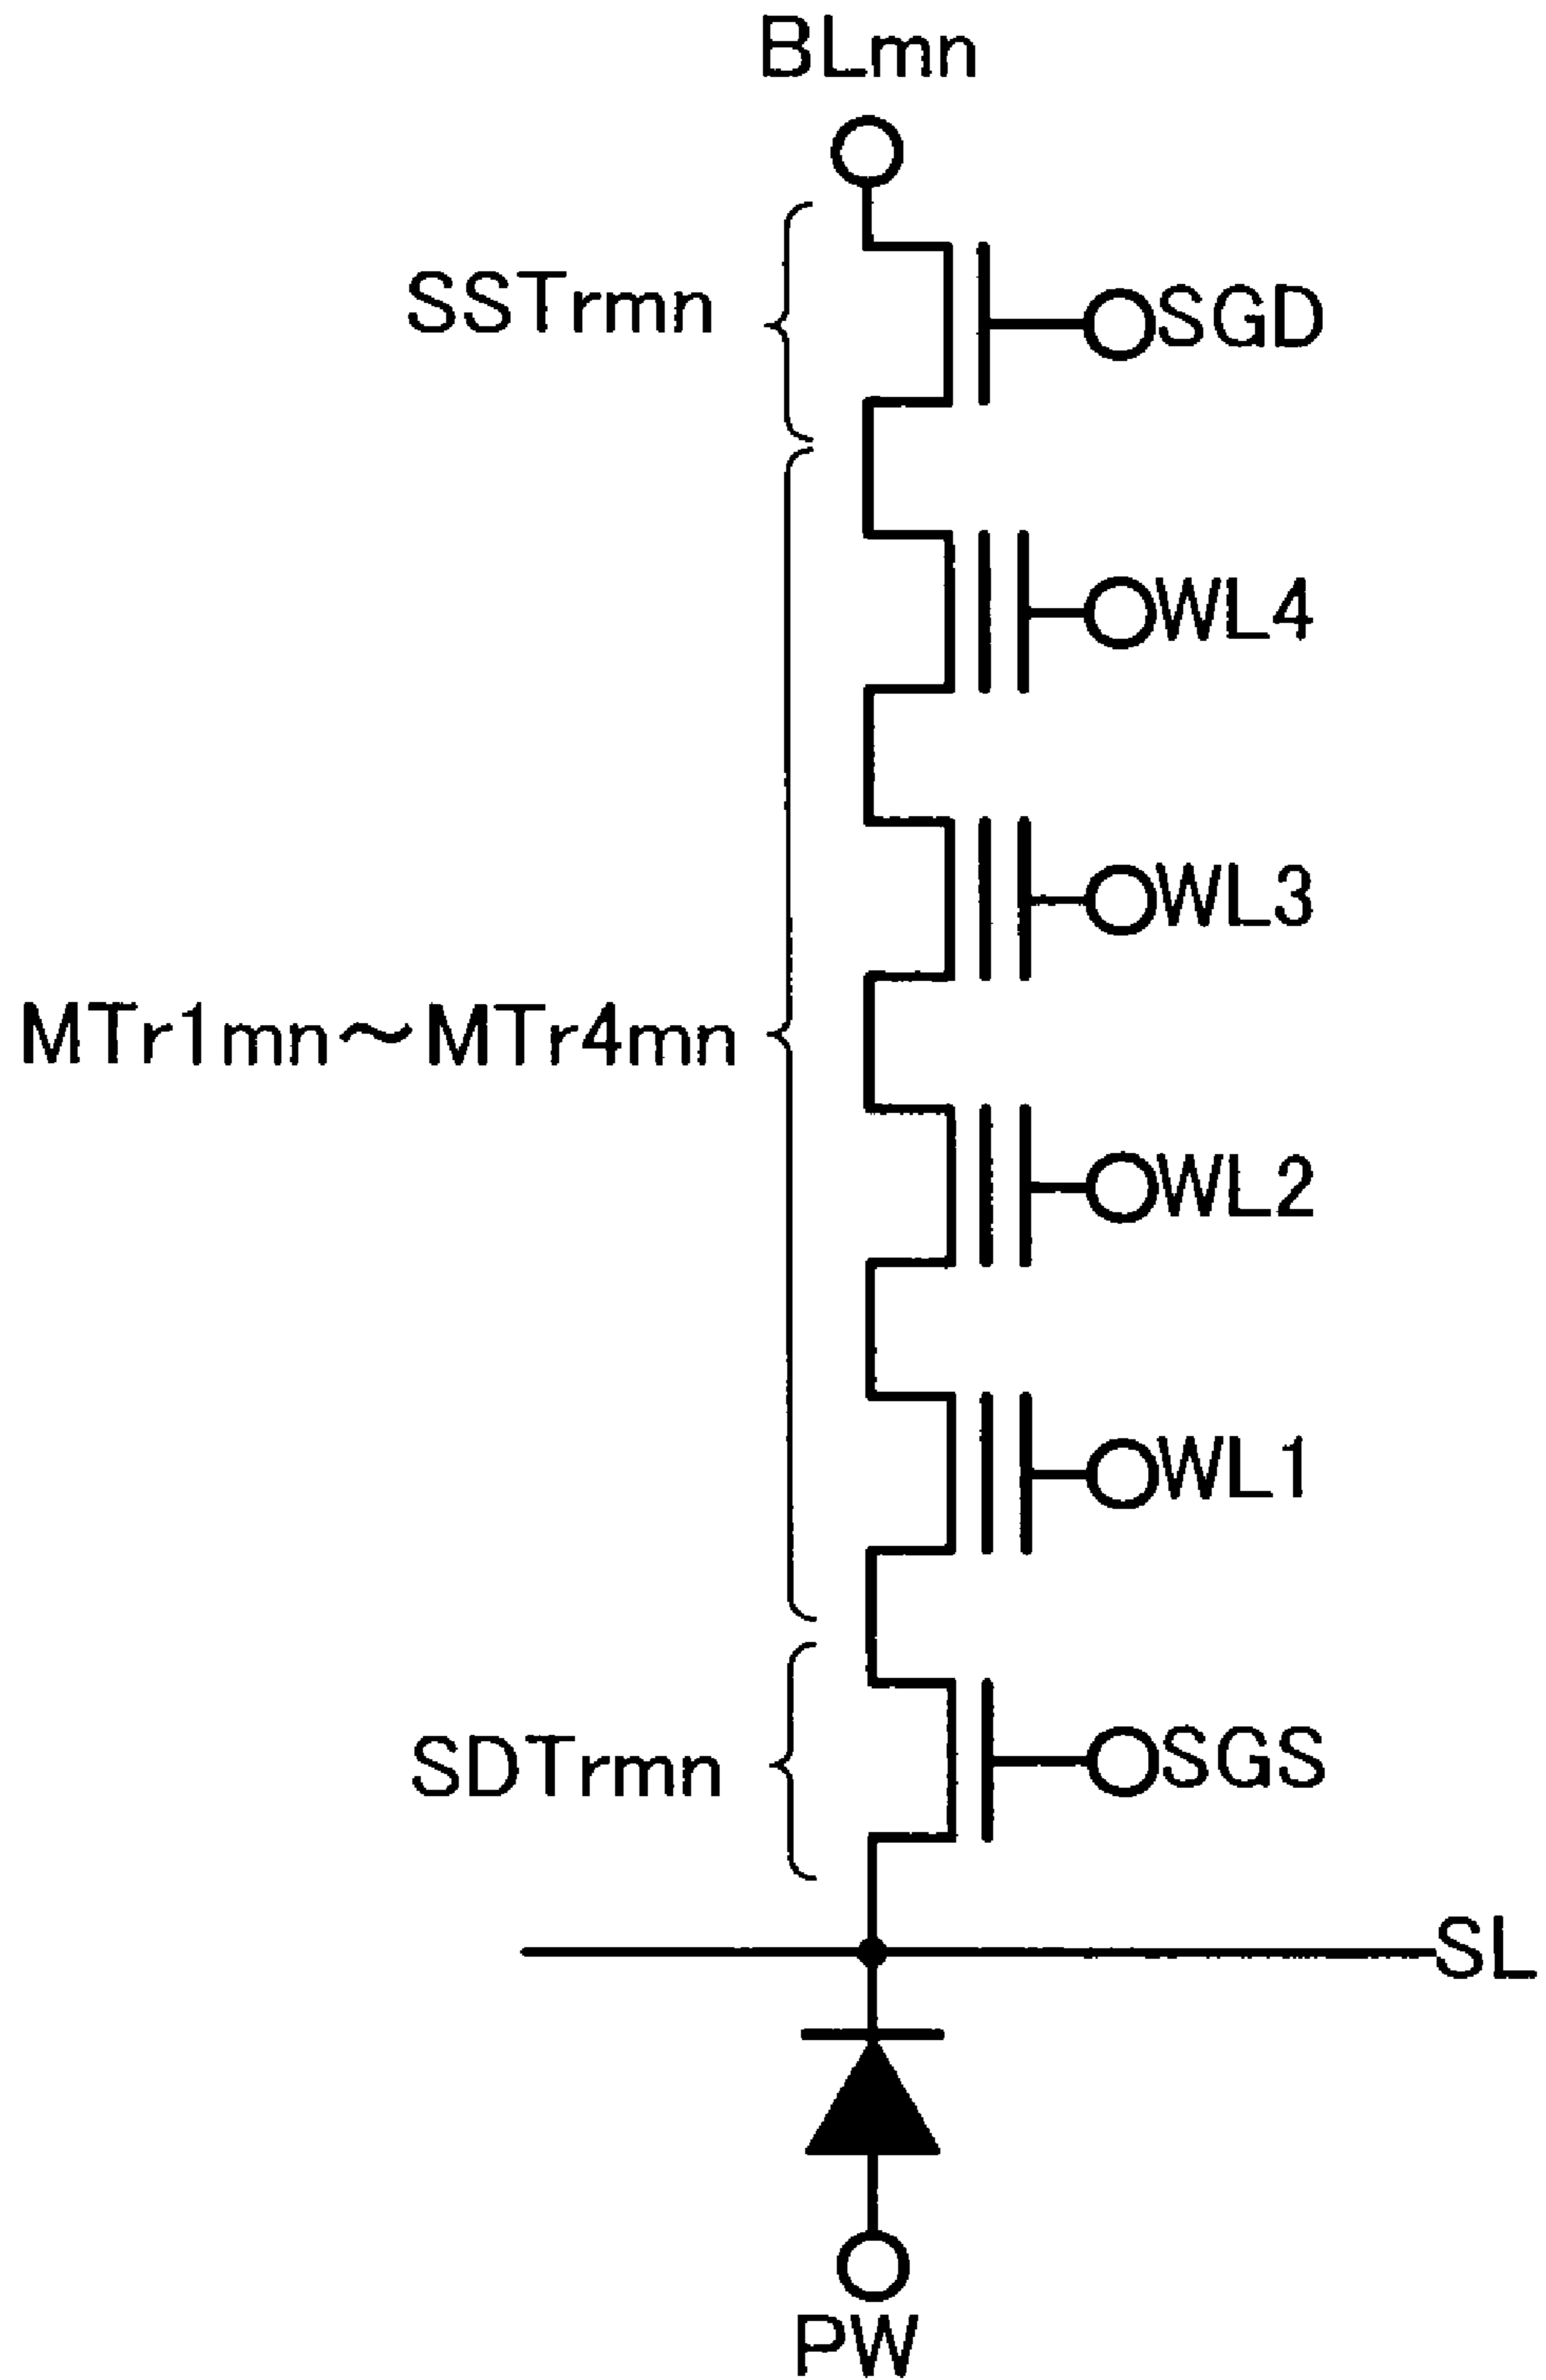 BLmn
SSTrmn
SGD
WL4
WL3
MTr1mn～MTr4mn
WL2
WL1
SDTrmn
SGS
SL
PW